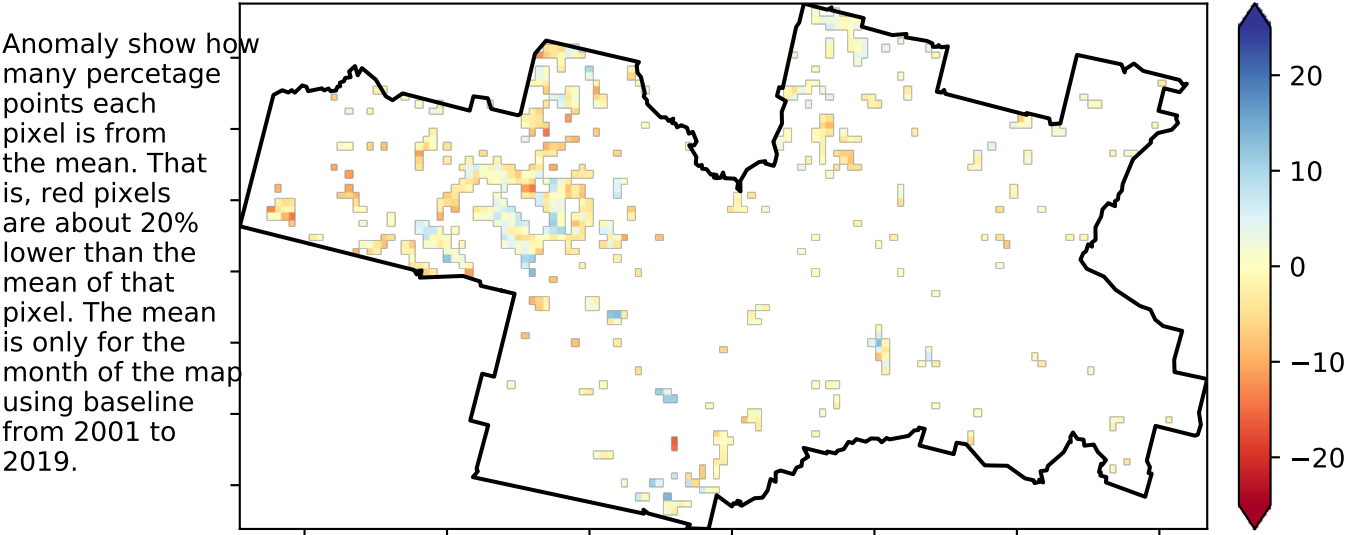 Anomaly show how
many percetage
points each
pixel is from
the mean. That
is, red pixels
are about 20%
lower than the
mean of that
pixel. The mean
is only for the
month of the map
using baseline
from 2001 to
2019.
20
10
0
−10
−20